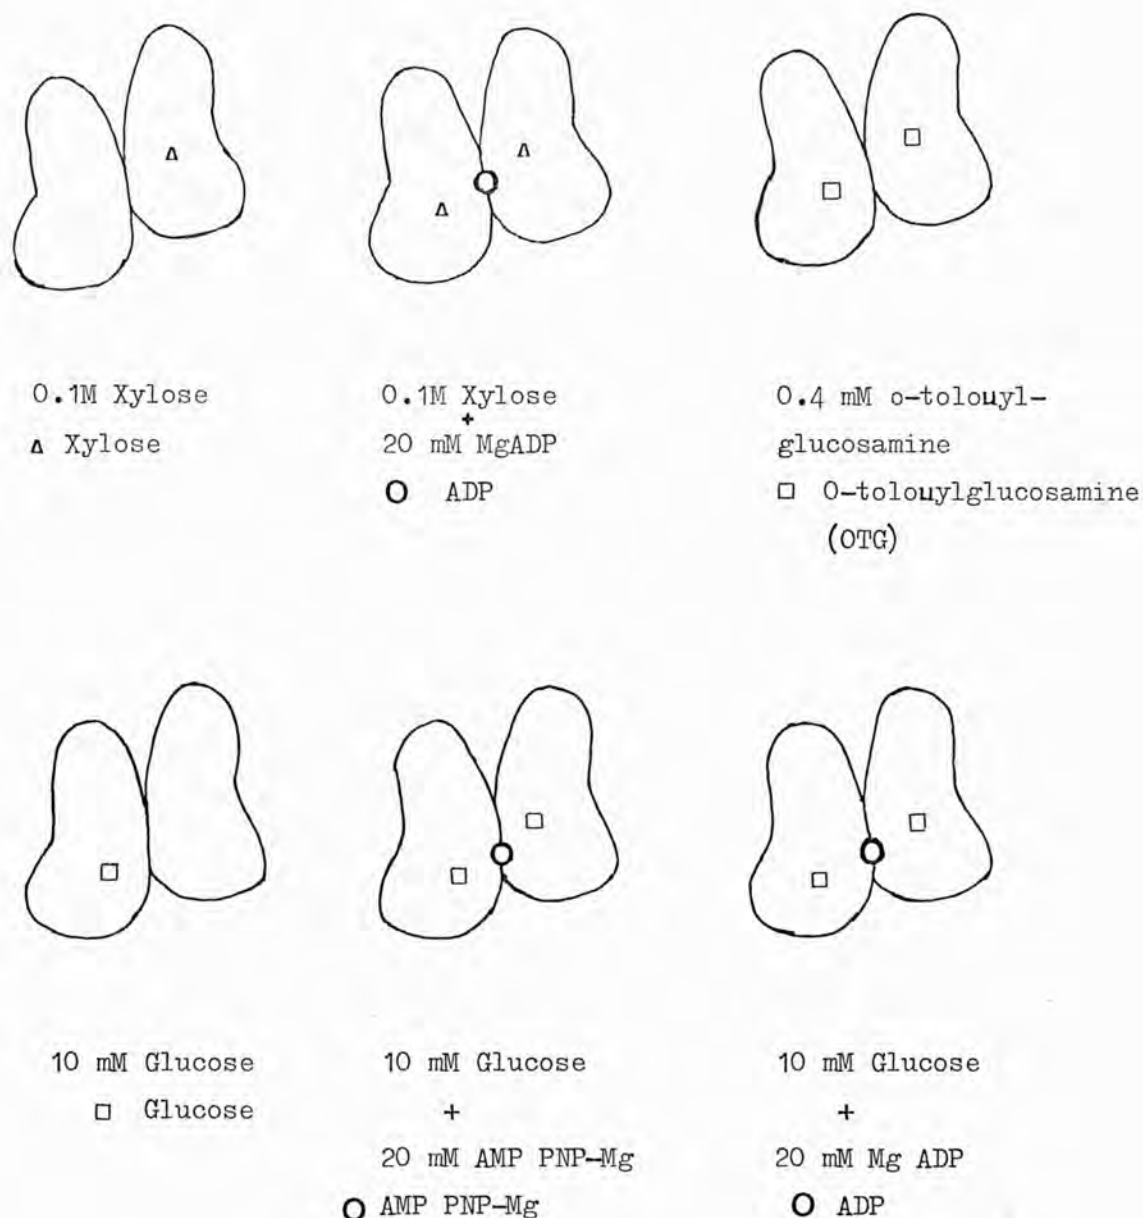 0.1M Xylose
Δ Xylose
0.1M Xylose
+
20 mM MgADP
O ADP
0.4 mM o-tolouyl-
glucosamine
□ O-tolouylglucosamine
(OTG)
10 mM Glucose
□ Glucose
10 mM Glucose
+
20 mM AMP PNP-Mg
O AMP PNP-Mg
10 mM Glucose
+
20 mM Mg ADP
O ADP